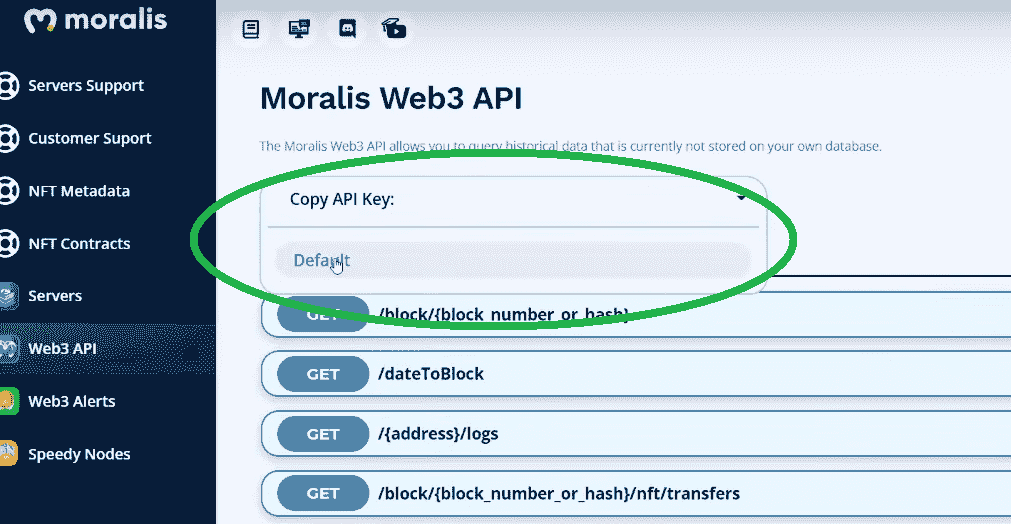 moralis
Servers Support
Customer Suport
NFT Metadata
NFT Contracts
Servers
Web3 API
Web3 Alerts
Speedy Nodes
Moralis Web3 API
The Moralis Web3 API allows you to query historical data that is currently not stored on your own database.
Copy API Key:
Default
GET /block/{block_number_or_hash}
GET /dateToBlock
GET /{address}/logs
GET /block/{block_number_or_hash}/nft/transfers